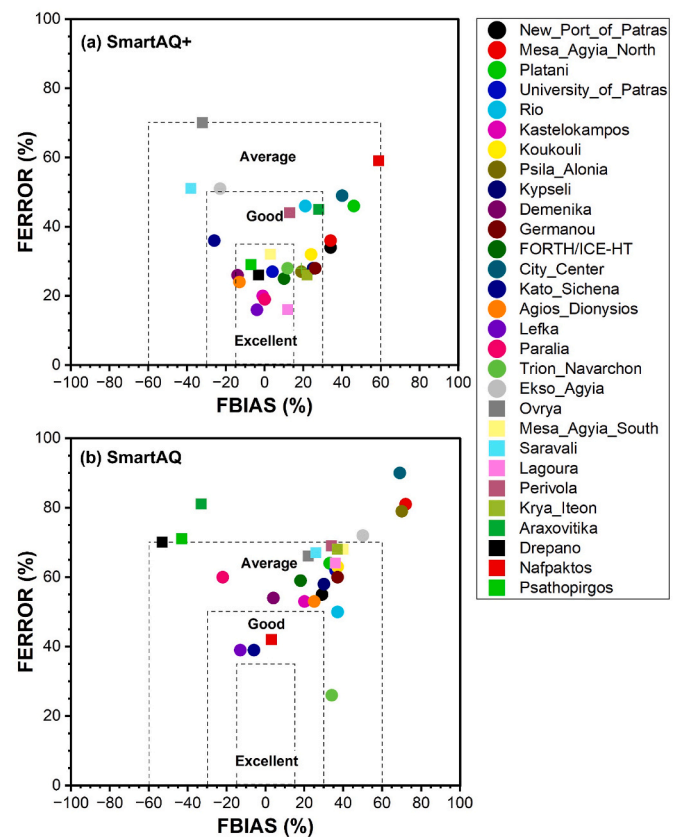 (a) SmartAQ+
100
80
60
40
20
0
FERROR (%)
Average
Good
Excellent
−100 −80 −60 −40 −20 0 20 40 60 80 100
FBIAS (%)
(b) SmartAQ
100
80
60
40
20
0
FERROR (%)
Average
Good
Excellent
−100 −80 −60 −40 −20 0 20 40 60 80 100
FBIAS (%)
New_Port_of_Patras
Mesa_Agyia_North
Platani
University_of_Patras
Rio
Kastelokampos
Koukouli
Psila_Alonia
Kypseli
Demenika
Germanou
FORTH/ICE-HT
City_Center
Kato_Sichena
Agios_Dionysios
Lefka
Paralia
Trion_Navarchon
Ekso_Agyia
Ovrya
Mesa_Agyia_South
Saravali
Lagoura
Perivola
Krya_Iteon
Araxovitika
Drepano
Nafpaktos
Psathopirgos